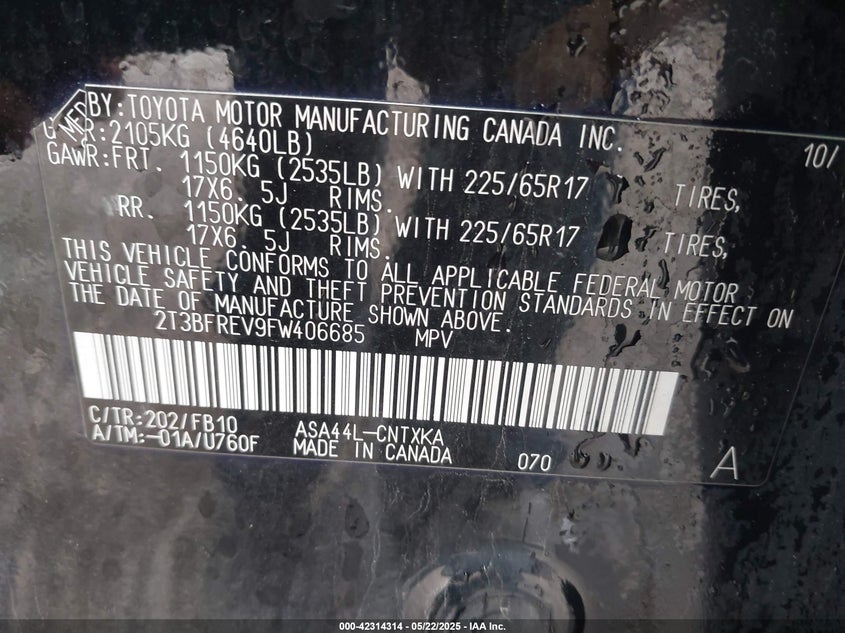 BY: TOYOTA MOTOR MANUFACTURING CANADA INC. 10/
2105KG (4640LB)
GAWR: FRT. 1150KG (2535LB) WITH 225/65R17 TIRES,
17X6. 5J RIMS.
RR. 1150KG (2535LB) WITH 225/65R17 TIRES,
17X6. 5J RIMS.
THIS VEHICLE CONFORMS TO ALL APPLICABLE FEDERAL MOTOR
VEHICLE SAFETY AND THEFT PREVENTION STANDARDS IN EFFECT ON
THE DATE OF MANUFACTURE SHOWN ABOVE.
2T3BFREV9FW406685 MPV
C/TR:202/FB10
A/TM:-01A/U760F
ASA44L-CNTXKA
MADE IN CANADA
070
A
000-42314314 - 05/22/2025 - IAA Inc.